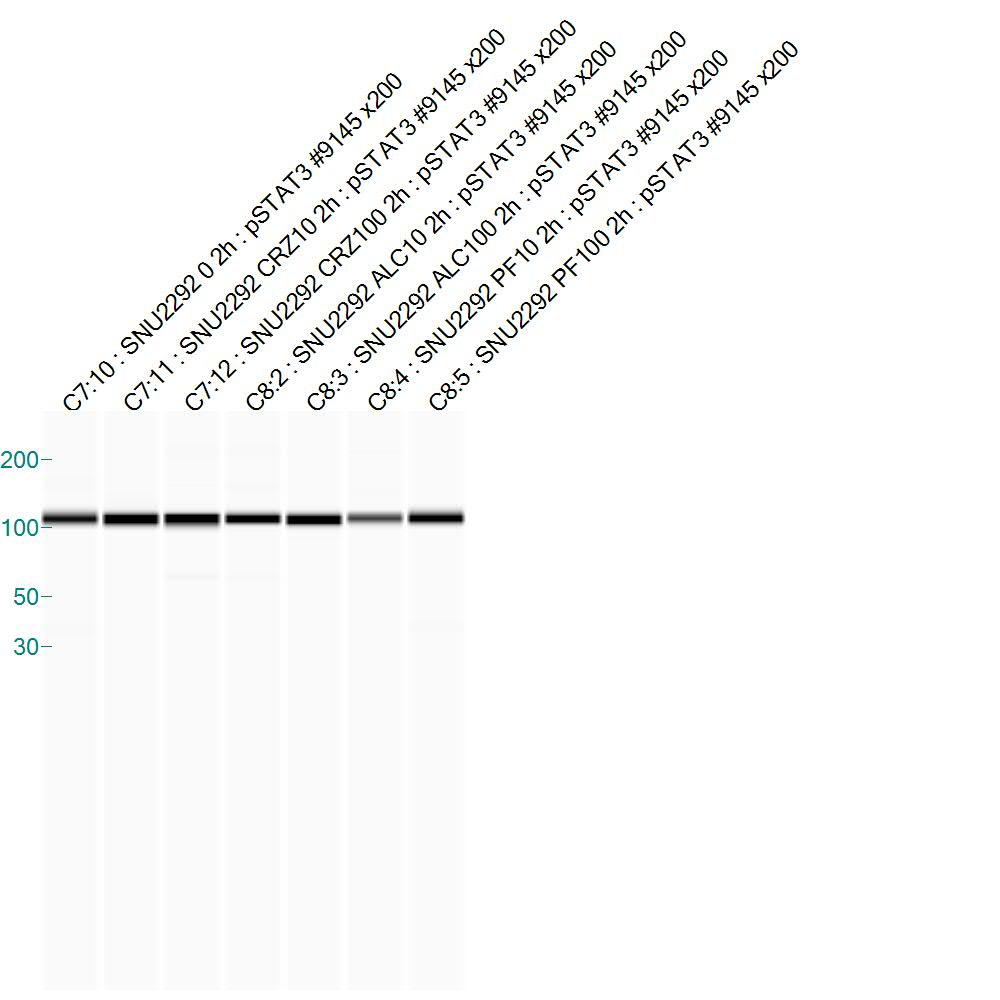 C7:10 : SNU2292 0 2h : pSTAT3 #9145 x200
C7:11 : SNU2292 CRZ10 2h : pSTAT3 #9145 x200
C7:12 : SNU2292 CRZ100 2h : pSTAT3 #9145 x200
C8:2 : SNU2292 ALC10 2h : pSTAT3 #9145 x200
C8:3 : SNU2292 ALC100 2h : pSTAT3 #9145 x200
C8:4 : SNU2292 PF10 2h : pSTAT3 #9145 x200
C8:5 : SNU2292 PF100 2h : pSTAT3 #9145 x200
200
100
50
30